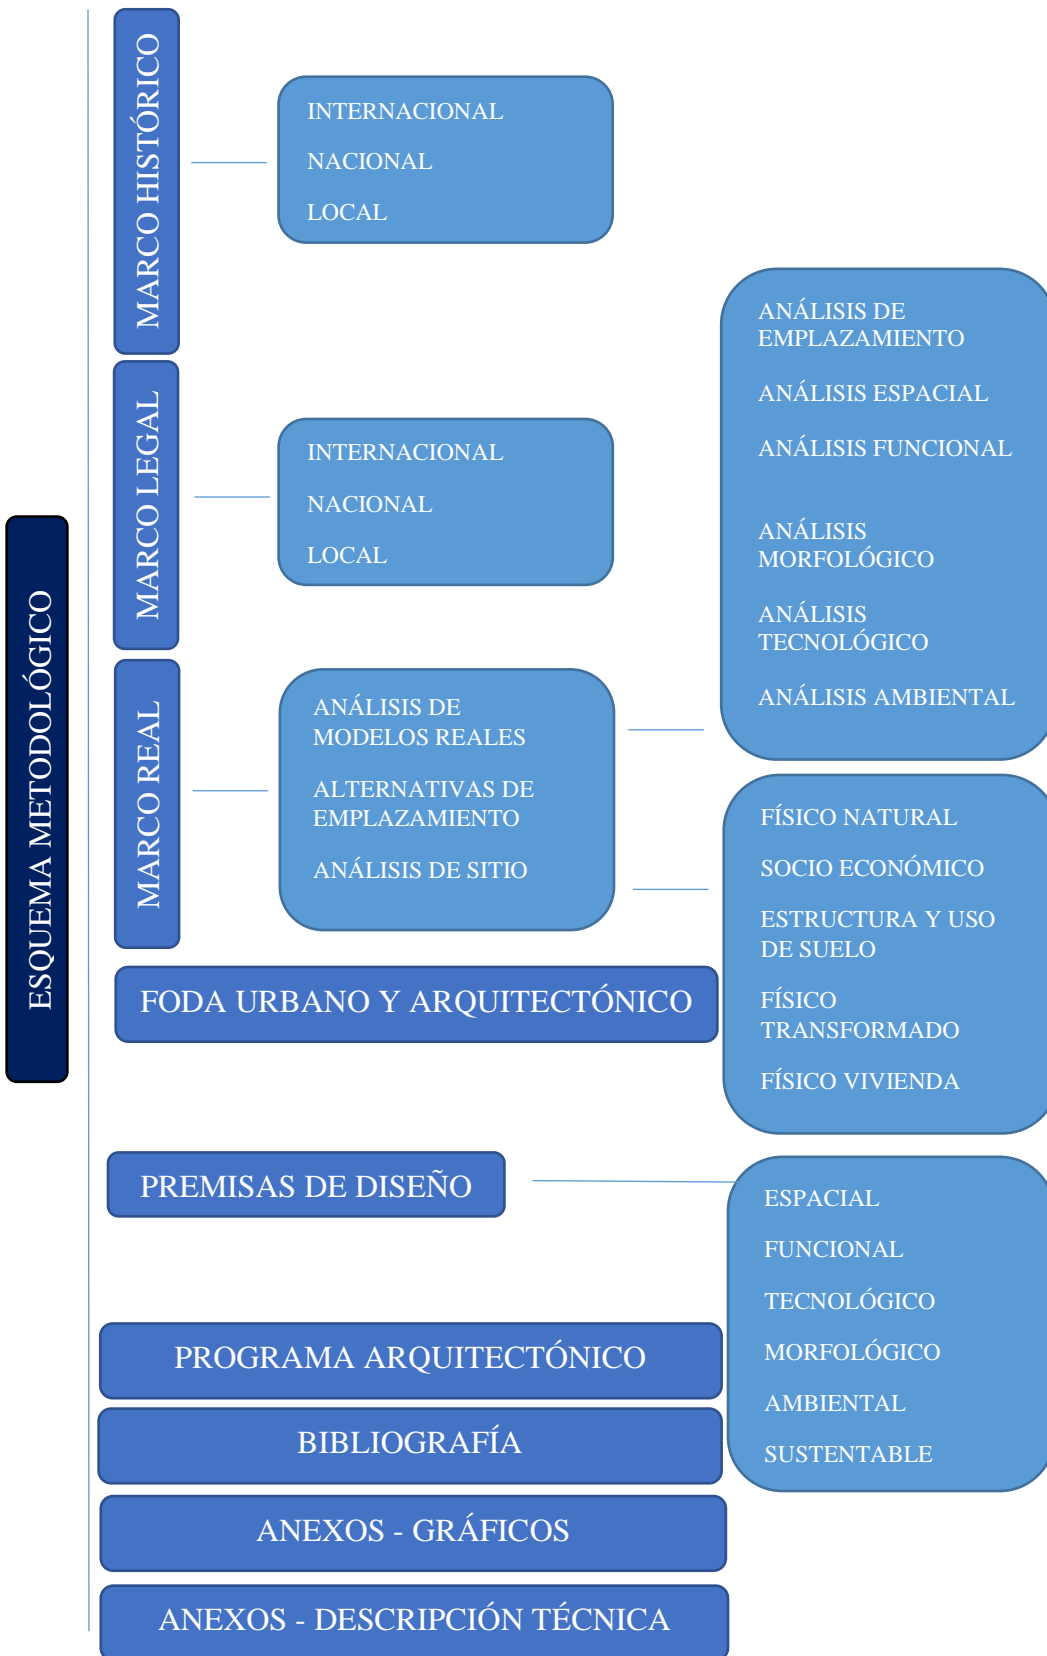 ESQUEMA METODOLÓGICO
MARCO HISTÓRICO
INTERNACIONAL
NACIONAL
LOCAL
MARCO LEGAL
INTERNACIONAL
NACIONAL
LOCAL
MARCO REAL
ANÁLISIS DE
MODELOS REALES
ALTERNATIVAS DE
EMPLAZAMIENTO
ANÁLISIS DE SITIO
ANÁLISIS DE
EMPLAZAMIENTO
ANÁLISIS ESPACIAL
ANÁLISIS FUNCIONAL
ANÁLISIS
MORFOLÓGICO
ANÁLISIS
TECNOLÓGICO
ANÁLISIS AMBIENTAL
FÍSICO NATURAL
SOCIO ECONÓMICO
ESTRUCTURA Y USO
DE SUELO
FÍSICO
TRANSFORMADO
FÍSICO VIVIENDA
FODA URBANO Y ARQUITECTÓNICO
PREMISAS DE DISEÑO
ESPACIAL
FUNCIONAL
TECNOLÓGICO
MORFOLÓGICO
AMBIENTAL
SUSTENTABLE
PROGRAMA ARQUITECTÓNICO
BIBLIOGRAFÍA
ANEXOS - GRÁFICOS
ANEXOS - DESCRIPCIÓN TÉCNICA